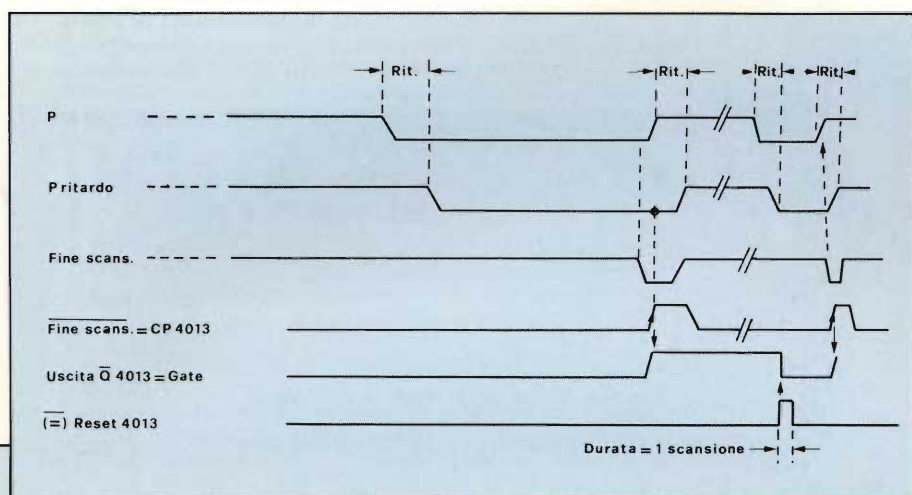 Rit. Rit. Rit. Rit.
P
P ritardo
Fine scans.
Fine scans. = CP 4013
Uscita Q̅ 4013 = Gate
(=) Reset 4013
Durata = 1 scansione